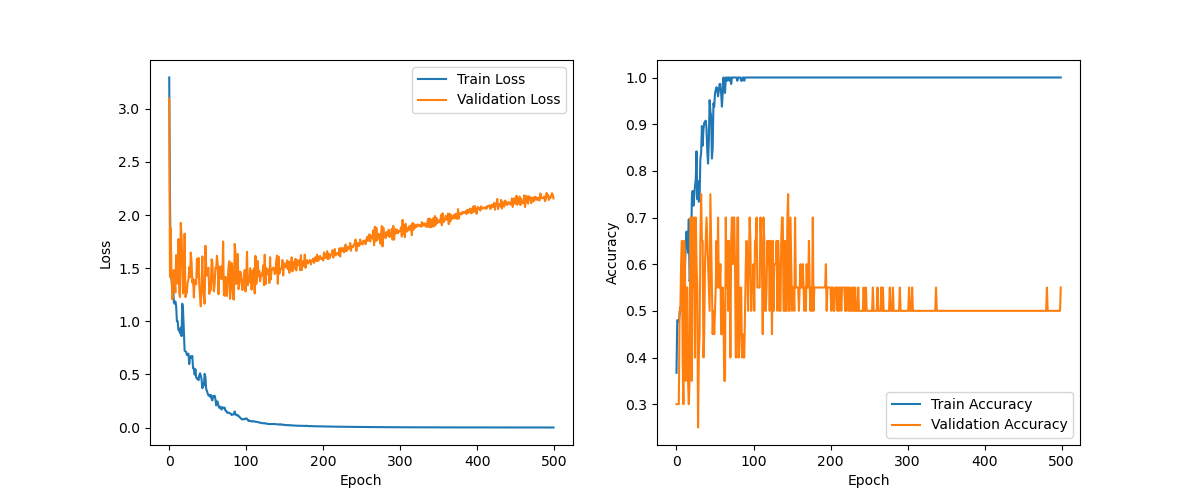 Train Loss
Validation Loss
3.0
2.5
2.0
1.5
1.0
0.5
0.0
Loss
0 100 200 300 400 500
Epoch
1.0
0.9
0.8
0.7
0.6
0.5
0.4
0.3
Accuracy
Train Accuracy
Validation Accuracy
0 100 200 300 400 500
Epoch